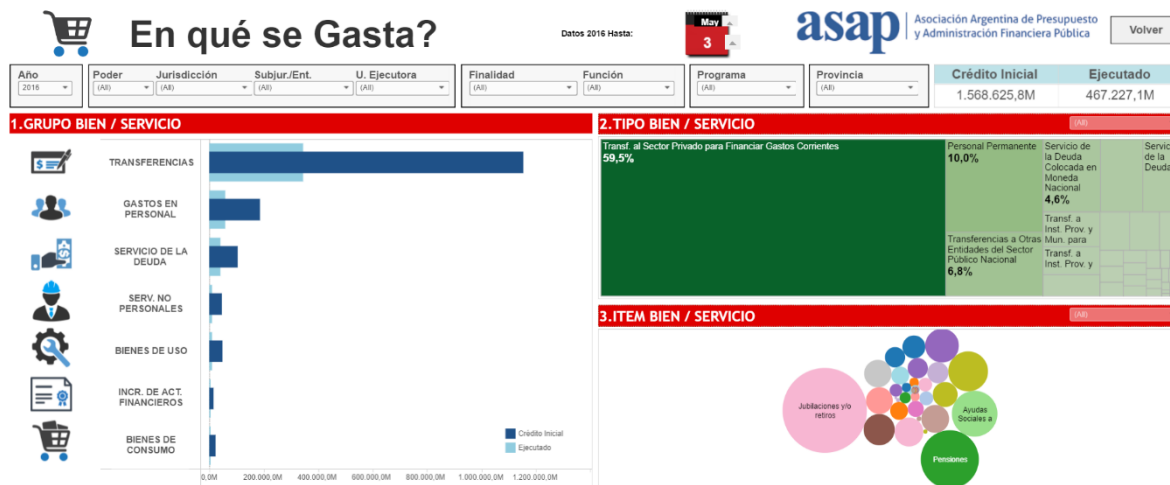 En qué se Gasta?
Datos 2016 Hasta:
May
3
asap
Asociación Argentina de Presupuesto
y Administración Financiera Pública
Volver
Año
2016
Poder
(All)
Jurisdicción
(All)
Subjur./Ent.
(All)
U. Ejecutora
(All)
Finalidad
(All)
Función
(All)
Programa
(All)
Provincia
(All)
Crédito Inicial
Ejecutado
1.568.625,8M
467.227,1M
1.GRUPO BIEN / SERVICIO
TRANSFERENCIAS
GASTOS EN
PERSONAL
SERVICIO DE LA
DEUDA
SERV. NO
PERSONALES
BIENES DE USO
INCR. DE ACT.
FINANCIEROS
BIENES DE
CONSUMO
Crédito Inicial
Ejecutado
0,0M
200.000,0M
400.000,0M
600.000,0M
800.000,0M
1.000.000,0M
1.200.000,0M
2.TIPO BIEN / SERVICIO
(All)
Transf. al Sector Privado para Financiar Gastos Corrientes
59,5%
Personal Permanente
10,0%
Transferencias a Otras
Entidades del Sector
Público Nacional
6,8%
Servicio de
la Deuda
Colocada en
Moneda
Nacional
4,6%
Transf. a
Inst. Prov. y
Mun. para
Transf. a
Inst. Prov. y
Servic
de la
Deuda
3.ITEM BIEN / SERVICIO
(All)
Jubilaciones y/o
retiros
Ayudas
Sociales a
Pensiones